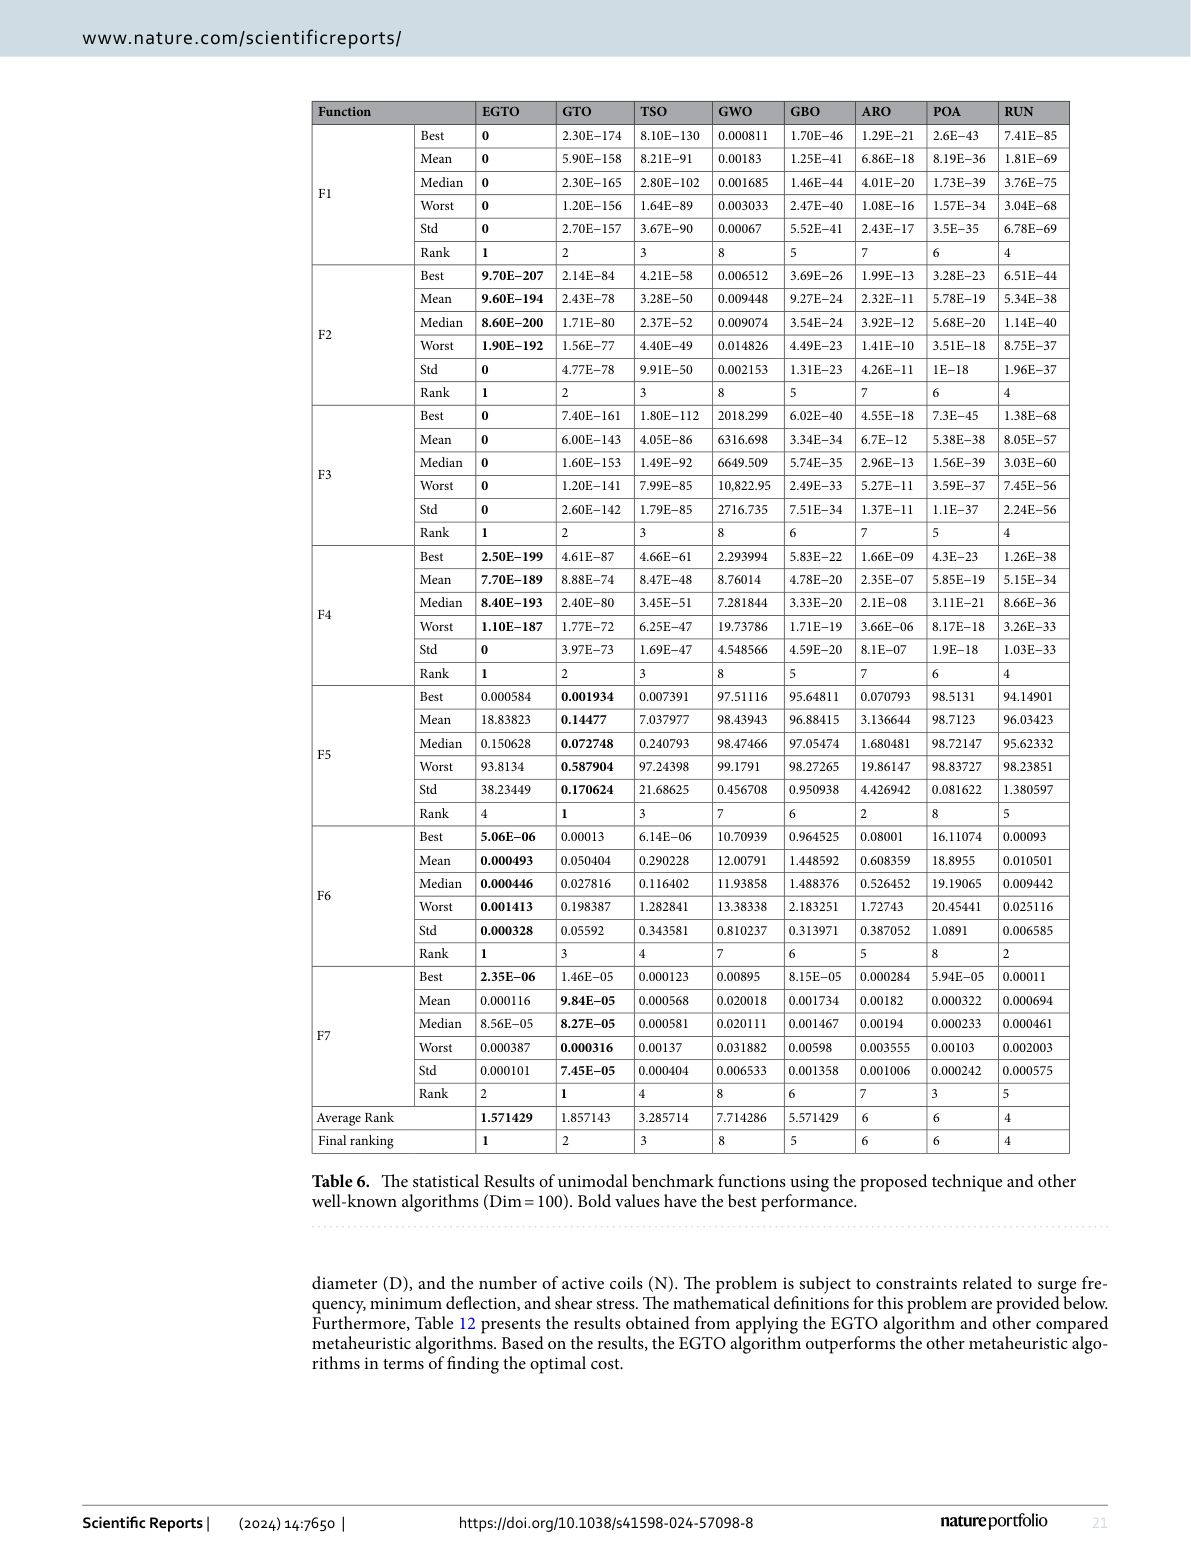 www.nature.com/scientificreports/
Function EGTO GTO TSO GWO GBO ARO POA RUN
F1
Best 0 2.30E−174 8.10E−130 0.000811 1.70E−46 1.29E−21 2.6E−43 7.41E−85
Mean 0 5.90E−158 8.21E−91 0.00183 1.25E−41 6.86E−18 8.19E−36 1.81E−69
Median 0 2.30E−165 2.80E−102 0.001685 1.46E−44 4.01E−20 1.73E−39 3.76E−75
Worst 0 1.20E−156 1.64E−89 0.003033 2.47E−40 1.08E−16 1.57E−34 3.04E−68
Std 0 2.70E−157 3.67E−90 0.00067 5.52E−41 2.43E−17 3.5E−35 6.78E−69
Rank 1 2 3 8 5 7 6 4
F2
Best 9.70E−207 2.14E−84 4.21E−58 0.006512 3.69E−26 1.99E−13 3.28E−23 6.51E−44
Mean 9.60E−194 2.43E−78 3.28E−50 0.009448 9.27E−24 2.32E−11 5.78E−19 5.34E−38
Median 8.60E−200 1.71E−80 2.37E−52 0.009074 3.54E−24 3.92E−12 5.68E−20 1.14E−40
Worst 1.90E−192 1.56E−77 4.40E−49 0.014826 4.49E−23 1.41E−10 3.51E−18 8.75E−37
Std 0 4.77E−78 9.91E−50 0.002153 1.31E−23 4.26E−11 1E−18 1.96E−37
Rank 1 2 3 8 5 7 6 4
F3
Best 0 7.40E−161 1.80E−112 2018.299 6.02E−40 4.55E−18 7.3E−45 1.38E−68
Mean 0 6.00E−143 4.05E−86 6316.698 3.34E−34 6.7E−12 5.38E−38 8.05E−57
Median 0 1.60E−153 1.49E−92 6649.509 5.74E−35 2.96E−13 1.56E−39 3.03E−60
Worst 0 1.20E−141 7.99E−85 10,822.95 2.49E−33 5.27E−11 3.59E−37 7.45E−56
Std 0 2.60E−142 1.79E−85 2716.735 7.51E−34 1.37E−11 1.1E−37 2.24E−56
Rank 1 2 3 8 6 7 5 4
F4
Best 2.50E−199 4.61E−87 4.66E−61 2.293994 5.83E−22 1.66E−09 4.3E−23 1.26E−38
Mean 7.70E−189 8.88E−74 8.47E−48 8.76014 4.78E−20 2.35E−07 5.85E−19 5.15E−34
Median 8.40E−193 2.40E−80 3.45E−51 7.281844 3.33E−20 2.1E−08 3.11E−21 8.66E−36
Worst 1.10E−187 1.77E−72 6.25E−47 19.73786 1.71E−19 3.66E−06 8.17E−18 3.26E−33
Std 0 3.97E−73 1.69E−47 4.548566 4.59E−20 8.1E−07 1.9E−18 1.03E−33
Rank 1 2 3 8 5 7 6 4
F5
Best 0.000584 0.001934 0.007391 97.51116 95.64811 0.070793 98.5131 94.14901
Mean 18.83823 0.14477 7.037977 98.43943 96.88415 3.136644 98.7123 96.03423
Median 0.150628 0.072748 0.240793 98.47466 97.05474 1.680481 98.72147 95.62332
Worst 93.8134 0.587904 97.24398 99.1791 98.27265 19.86147 98.83727 98.23851
Std 38.23449 0.170624 21.68625 0.456708 0.950938 4.426942 0.081622 1.380597
Rank 4 1 3 7 6 2 8 5
F6
Best 5.06E−06 0.00013 6.14E−06 10.70939 0.964525 0.08001 16.11074 0.00093
Mean 0.000493 0.050404 0.290228 12.00791 1.448592 0.608359 18.8955 0.010501
Median 0.000446 0.027816 0.116402 11.93858 1.488376 0.526452 19.19065 0.009442
Worst 0.001413 0.198387 1.282841 13.38338 2.183251 1.72743 20.45441 0.025116
Std 0.000328 0.05592 0.343581 0.810237 0.313971 0.387052 1.0891 0.006585
Rank 1 3 4 7 6 5 8 2
F7
Best 2.35E−06 1.46E−05 0.000123 0.00895 8.15E−05 0.000284 5.94E−05 0.00011
Mean 0.000116 9.84E−05 0.000568 0.020018 0.001734 0.00182 0.000322 0.000694
Median 8.56E−05 8.27E−05 0.000581 0.020111 0.001467 0.00194 0.000233 0.000461
Worst 0.000387 0.000316 0.00137 0.031882 0.00598 0.003555 0.00103 0.002003
Std 0.000101 7.45E−05 0.000404 0.006533 0.001358 0.001006 0.000242 0.000575
Rank 2 1 4 8 6 7 3 5
Average Rank 1.571429 1.857143 3.285714 7.714286 5.571429 6 6 4
Final ranking 1 2 3 8 5 6 6 4
Table 6. The statistical Results of unimodal benchmark functions using the proposed technique and other
well-known algorithms (Dim = 100). Bold values have the best performance.
diameter (D), and the number of active coils (N). The problem is subject to constraints related to surge fre-
quency, minimum deflection, and shear stress. The mathematical definitions for this problem are provided below.
Furthermore, Table 12 presents the results obtained from applying the EGTO algorithm and other compared
metaheuristic algorithms. Based on the results, the EGTO algorithm outperforms the other metaheuristic algo-
rithms in terms of finding the optimal cost.
Scientific Reports | (2024) 14:7650 | https://doi.org/10.1038/s41598-024-57098-8 natureportfolio 21